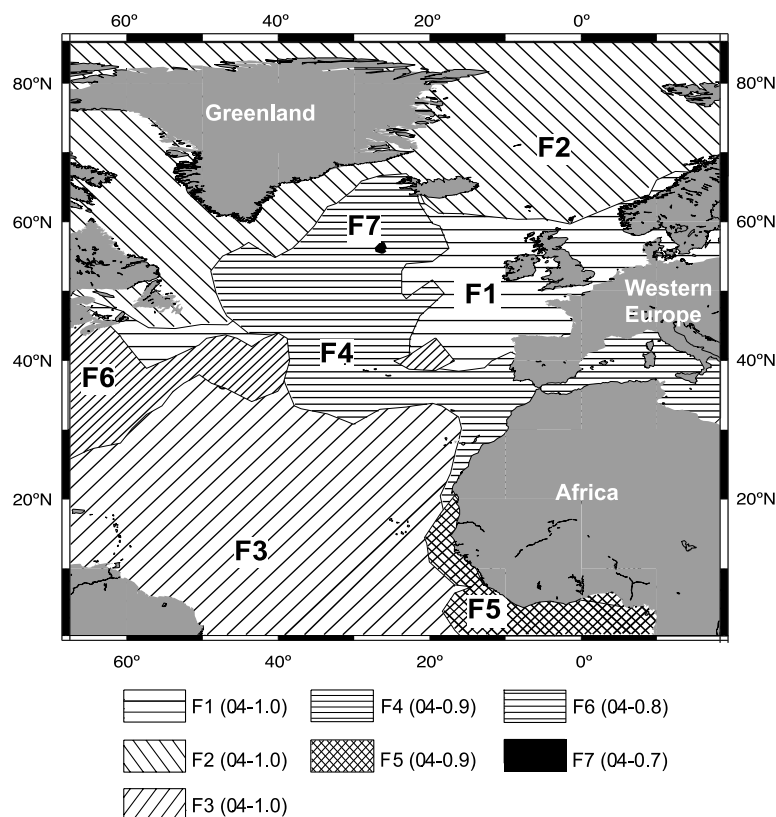 60° 40° 20° 0°
80°N 80°N
Greenland
F2
60°N F7 60°N
F1
Western
Europe
40°N F4 40°N
F6
Africa
20°N 20°N
F3
F5
60° 40° 20° 0°
F1 (04-1.0) F4 (04-0.9) F6 (04-0.8)
F2 (04-1.0) F5 (04-0.9) F7 (04-0.7)
F3 (04-1.0)